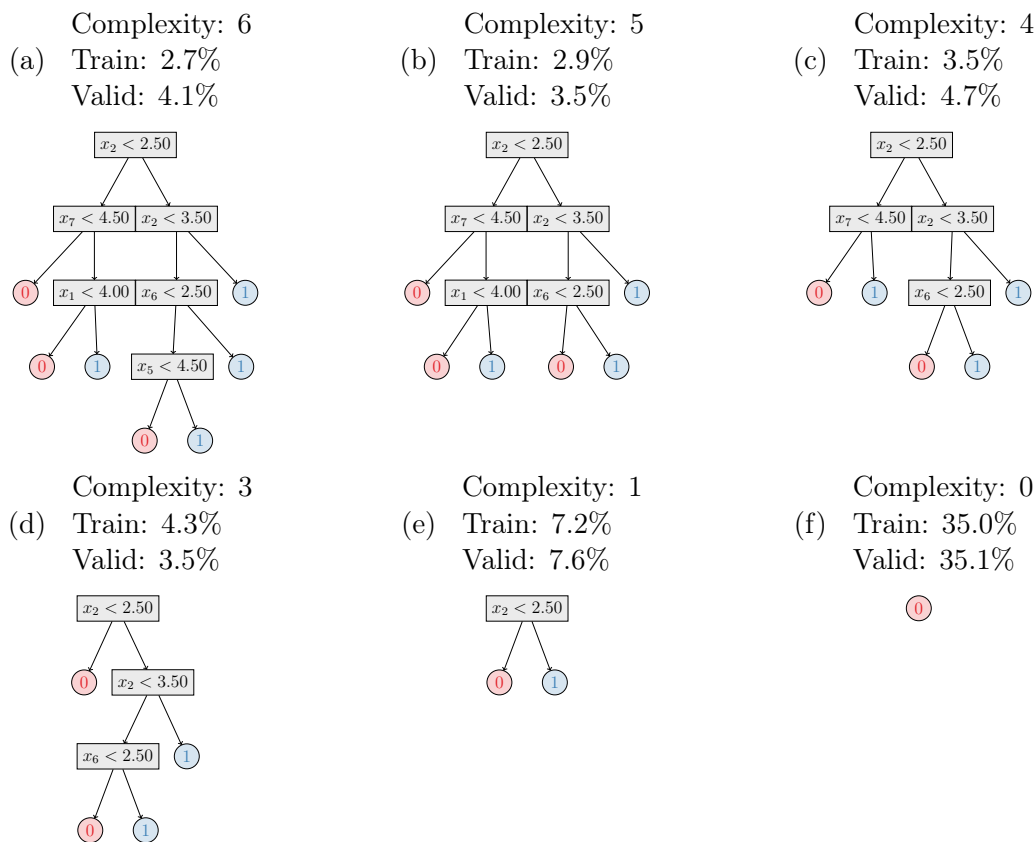 (a) Complexity: 6
Train: 2.7%
Valid: 4.1%
x₂ < 2.50
x₇ < 4.50 x₂ < 3.50
0 x₁ < 4.00 x₆ < 2.50 1
0 1 x₅ < 4.50 1
0 1
(b) Complexity: 5
Train: 2.9%
Valid: 3.5%
x₂ < 2.50
x₇ < 4.50 x₂ < 3.50
0 x₁ < 4.00 x₆ < 2.50 1
0 1 0 1
(c) Complexity: 4
Train: 3.5%
Valid: 4.7%
x₂ < 2.50
x₇ < 4.50 x₂ < 3.50
0 1 x₆ < 2.50 1
0 1
(d) Complexity: 3
Train: 4.3%
Valid: 3.5%
x₂ < 2.50
0 x₂ < 3.50
x₆ < 2.50 1
0 1
(e) Complexity: 1
Train: 7.2%
Valid: 7.6%
x₂ < 2.50
0 1
(f) Complexity: 0
Train: 35.0%
Valid: 35.1%
0